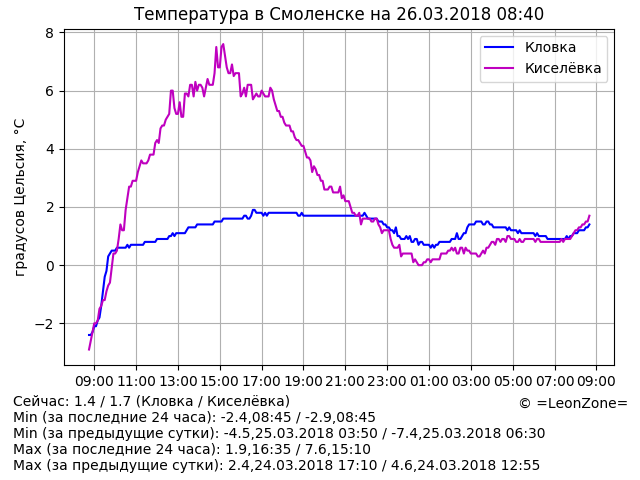 Температура в Смоленске на 26.03.2018 08:40
Кловка
Киселёвка
градусов Цельсия, °C
8
6
4
2
0
−2
09:00 11:00 13:00 15:00 17:00 19:00 21:00 23:00 01:00 03:00 05:00 07:00 09:00
Сейчас: 1.4 / 1.7 (Кловка / Киселёвка)
© =LeonZone=
Min (за последние 24 часа): -2.4,08:45 / -2.9,08:45
Min (за предыдущие сутки): -4.5,25.03.2018 03:50 / -7.4,25.03.2018 06:30
Max (за последние 24 часа): 1.9,16:35 / 7.6,15:10
Max (за предыдущие сутки): 2.4,24.03.2018 17:10 / 4.6,24.03.2018 12:55